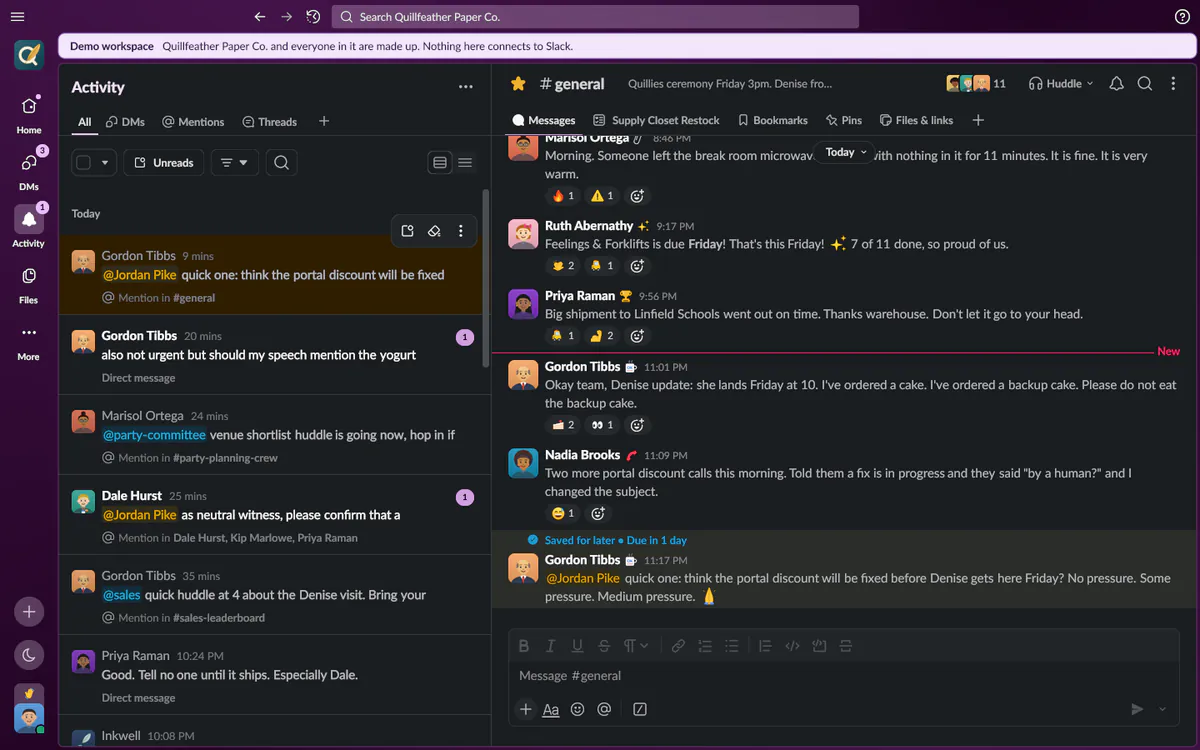 Search Quillfeather Paper Co.
Demo workspace Quillfeather Paper Co. and everyone in it are made up. Nothing here connects to Slack.
Home
3
DMs
1
Activity
Files
More
Activity
All DMs @ Mentions Threads
Unreads
Today
Gordon Tibbs 9 mins
@Jordan Pike quick one: think the portal discount will be fixed
Mention in #general
Gordon Tibbs 20 mins
1
also not urgent but should my speech mention the yogurt
Direct message
Marisol Ortega 24 mins
@party-committee venue shortlist huddle is going now, hop in if
Mention in #party-planning-crew
Dale Hurst 25 mins
1
@Jordan Pike as neutral witness, please confirm that a
Mention in Dale Hurst, Kip Marlowe, Priya Raman
Gordon Tibbs 35 mins
@sales quick huddle at 4 about the Denise visit. Bring your
Mention in #sales-leaderboard
Priya Raman 10:24 PM
Good. Tell no one until it ships. Especially Dale.
Direct message
Inkwell 10:08 PM
# general Quillies ceremony Friday 3pm. Denise fro... 11 Huddle
Messages Supply Closet Restock Bookmarks Pins Files & links
Marisol Ortega 8:46 PM
Today
Morning. Someone left the break room microwav with nothing in it for 11 minutes. It is fine. It is very
warm.
1 1
Ruth Abernathy 9:17 PM
Feelings & Forklifts is due Friday! That's this Friday! 7 of 11 done, so proud of us.
2 1
Priya Raman 9:56 PM
Big shipment to Linfield Schools went out on time. Thanks warehouse. Don't let it go to your head.
1 2
New
Gordon Tibbs 11:01 PM
Okay team, Denise update: she lands Friday at 10. I've ordered a cake. I've ordered a backup cake. Please do not eat
the backup cake.
2 1
Nadia Brooks 11:09 PM
Two more portal discount calls this morning. Told them a fix is in progress and they said "by a human?" and I
changed the subject.
1
Saved for later • Due in 1 day
Gordon Tibbs 11:17 PM
@Jordan Pike quick one: think the portal discount will be fixed before Denise gets here Friday? No pressure. Some
pressure. Medium pressure.
B I U S
Message #general
Aa